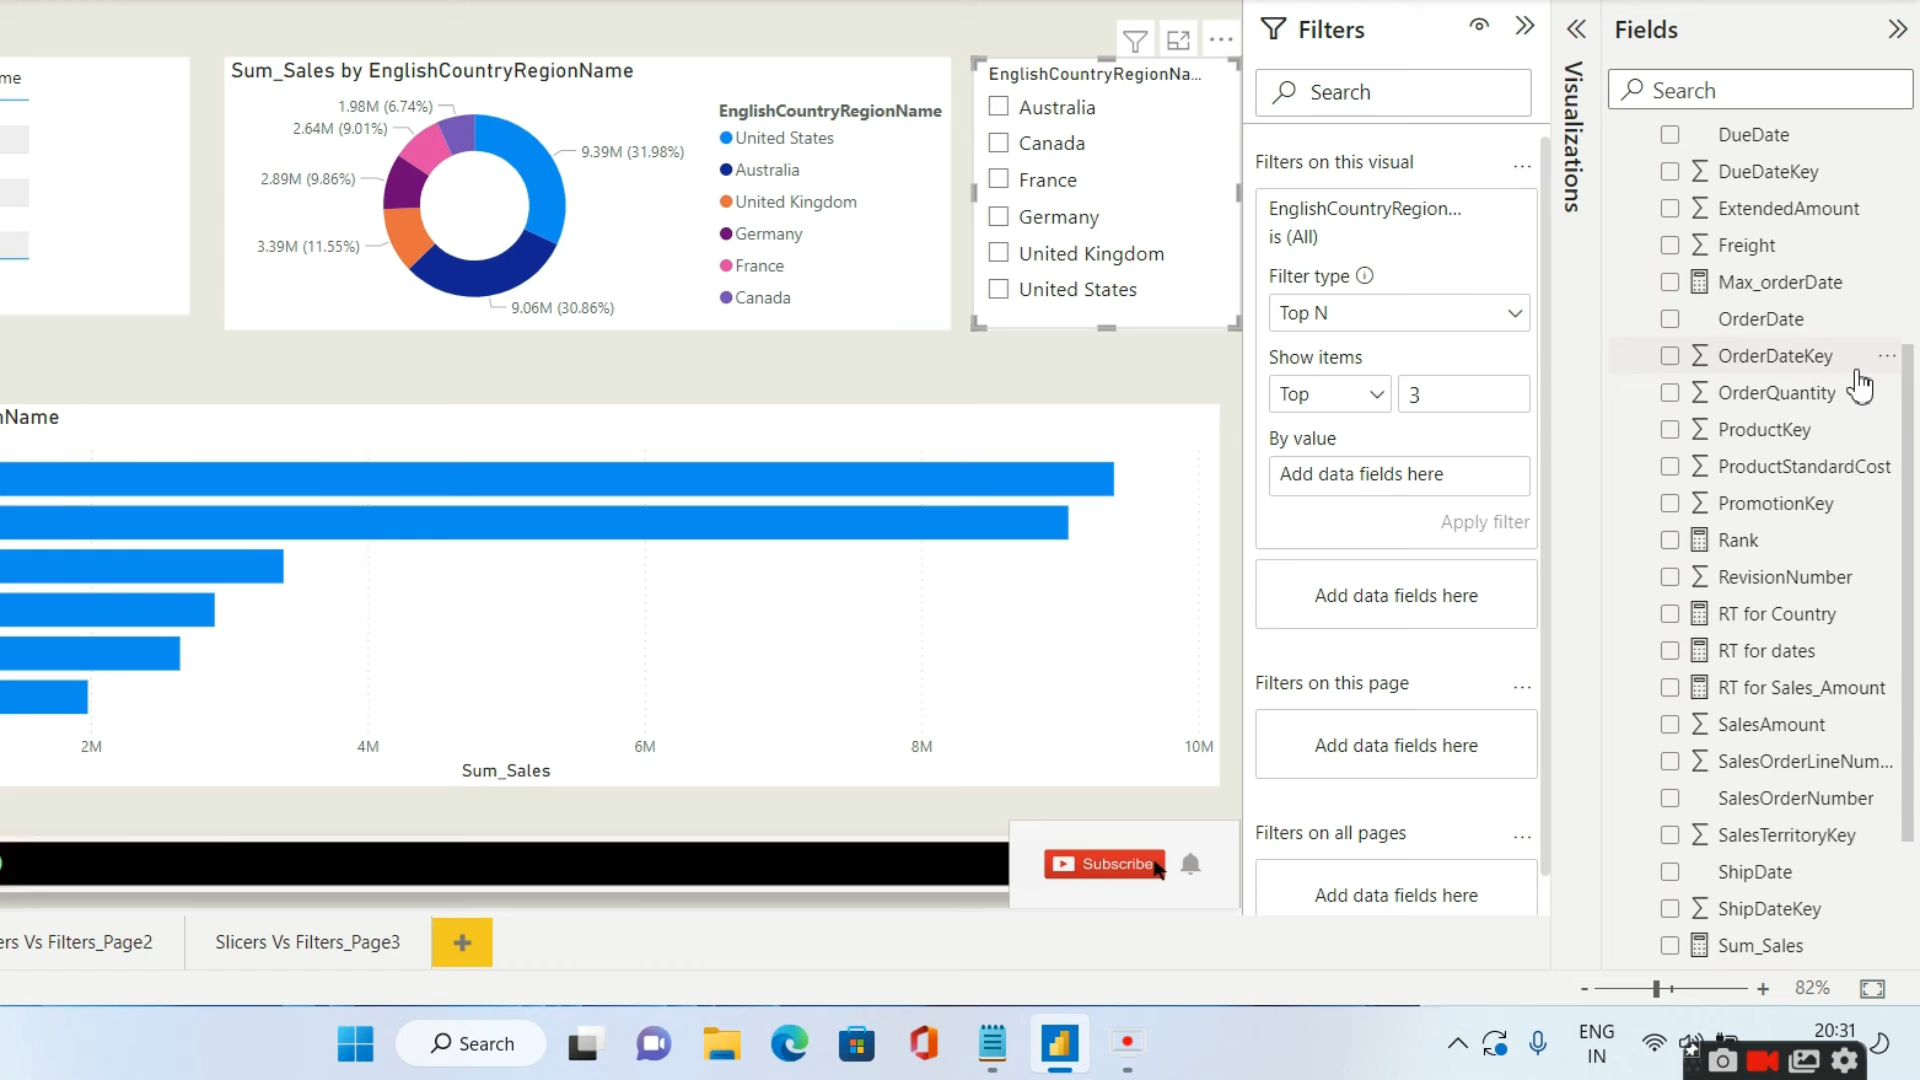 me
Sum_Sales by EnglishCountryRegionName
1.98M (6.74%)
2.64M (9.01%)
2.89M (9.86%)
3.39M (11.55%)
9.39M (31.98%)
9.06M (30.86%)
EnglishCountryRegionName
United States
Australia
United Kingdom
Germany
France
Canada
EnglishCountryRegionNa...
Australia
Canada
France
Germany
United Kingdom
United States
nName
2M
4M
6M
8M
10M
Sum_Sales
Subscribe
Filters
Search
Filters on this visual
EnglishCountryRegion...
is (All)
Filter type
Top N
Show items
Top
3
By value
Add data fields here
Apply filter
Add data fields here
Filters on this page
Add data fields here
Filters on all pages
Add data fields here
Visualizations
Fields
Search
DueDate
DueDateKey
ExtendedAmount
Freight
Max_orderDate
OrderDate
OrderDateKey
OrderQuantity
ProductKey
ProductStandardCost
PromotionKey
Rank
RevisionNumber
RT for Country
RT for dates
RT for Sales_Amount
SalesAmount
SalesOrderLineNum...
SalesOrderNumber
SalesTerritoryKey
ShipDate
ShipDateKey
Sum_Sales
ers Vs Filters_Page2
Slicers Vs Filters_Page3
82%
Search
ENG
IN
20:31